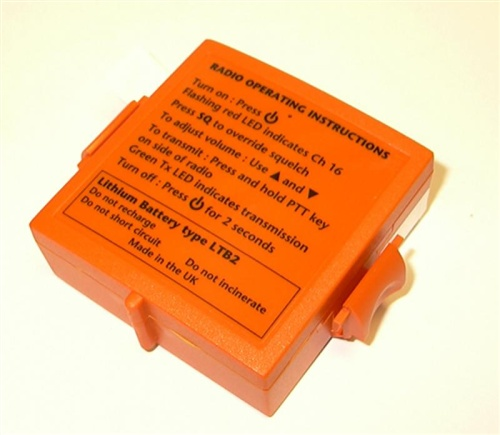 RADIO OPERATING INSTRUCTIONS
Turn on : Press ⏻
Flashing red LED indicates Ch 16
Press SQ to override squelch
To adjust volume : Use ▲ and ▼
To transmit : Press and hold PTT key
on side of radio
Green Tx LED indicates transmission
Turn off : Press ⏻ for 2 seconds
Lithium Battery type LTB2
Do not recharge
Do not short circuit
Do not incinerate
Made in the UK